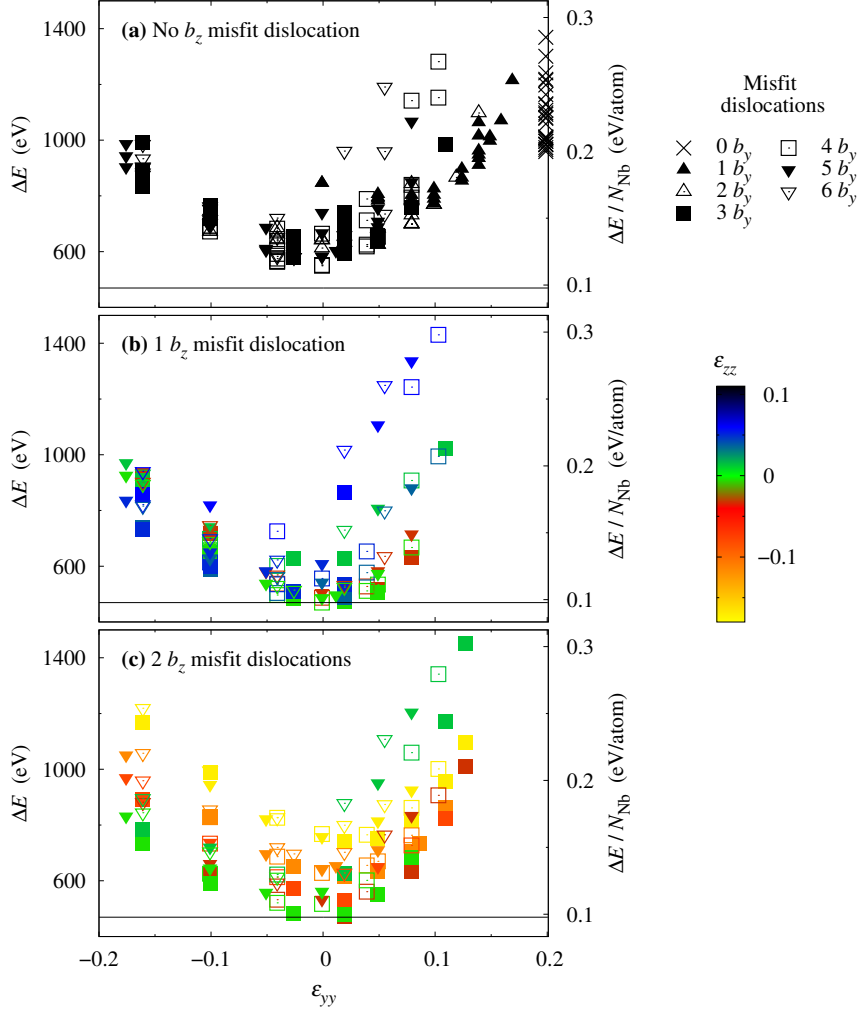 (a) No b_z misfit dislocation
1400
1000
600
ΔE (eV)
0.3
0.2
0.1
ΔE / N_Nb (eV/atom)
Misfit
dislocations
0 b_y
1 b_y
2 b_y
3 b_y
4 b_y
5 b_y
6 b_y
(b) 1 b_z misfit dislocation
1400
1000
600
ΔE (eV)
0.3
0.2
0.1
ΔE / N_Nb (eV/atom)
ε_zz
0.1
0
−0.1
(c) 2 b_z misfit dislocations
1400
1000
600
ΔE (eV)
0.3
0.2
0.1
ΔE / N_Nb (eV/atom)
−0.2
−0.1
0
0.1
0.2
ε_yy